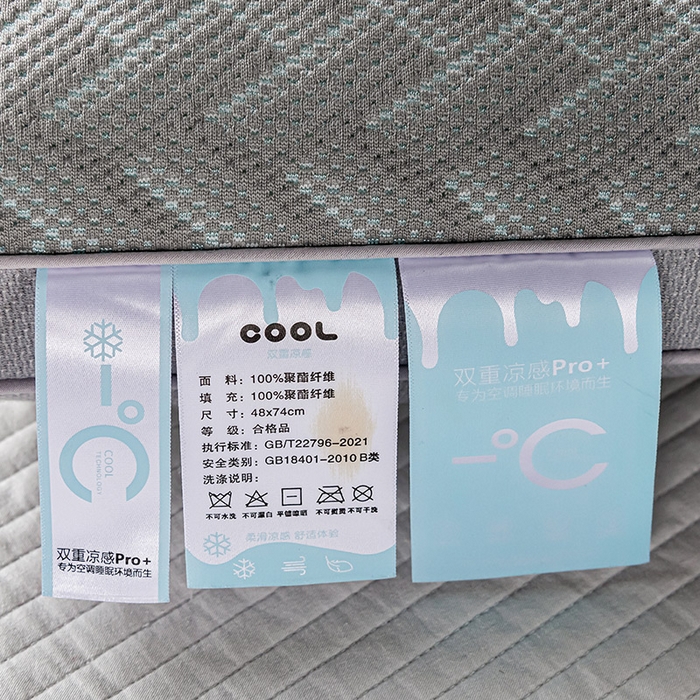 COOL
TECHNOLOGY
双重凉感Pro+
专为空调睡眠环境而生
COOL
双重凉感
面 料：100%聚酯纤维
填 充：100%聚酯纤维
尺 寸：48x74cm
等 级：合格品
执行标准：GB/T22796-2021
安全类别：GB18401-2010 B类
洗涤说明：
不可水洗 不可漂白 平铺晾晒 不可熨烫 不可干洗
柔滑凉感 舒适体验
双重凉感Pro+
专为空调睡眠环境而生
-°C